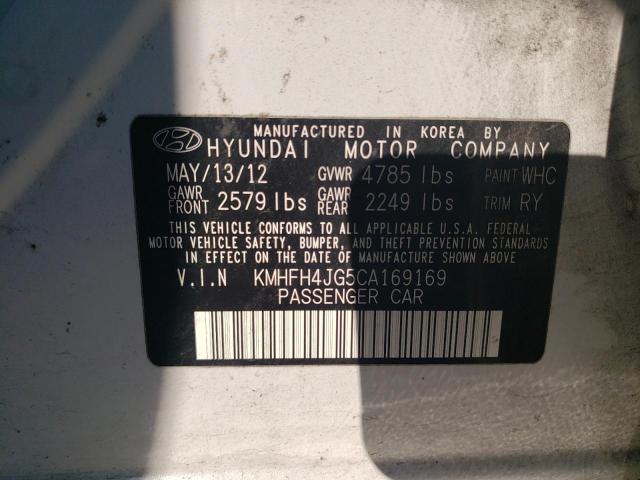 MANUFACTURED IN KOREA BY
HYUNDAI MOTOR COMPANY
MAY/13/12 GVWR 4785 lbs PAINT WHC
GAWR FRONT 2579 lbs GAWR REAR 2249 lbs TRIM RY
THIS VEHICLE CONFORMS TO ALL APPLICABLE U.S.A. FEDERAL
MOTOR VEHICLE SAFETY, BUMPER, AND THEFT PREVENTION STANDARDS
IN EFFECT ON THE DATE OF MANUFACTURE SHOWN ABOVE
V.I.N KMHFH4JG5CA169169
PASSENGER CAR